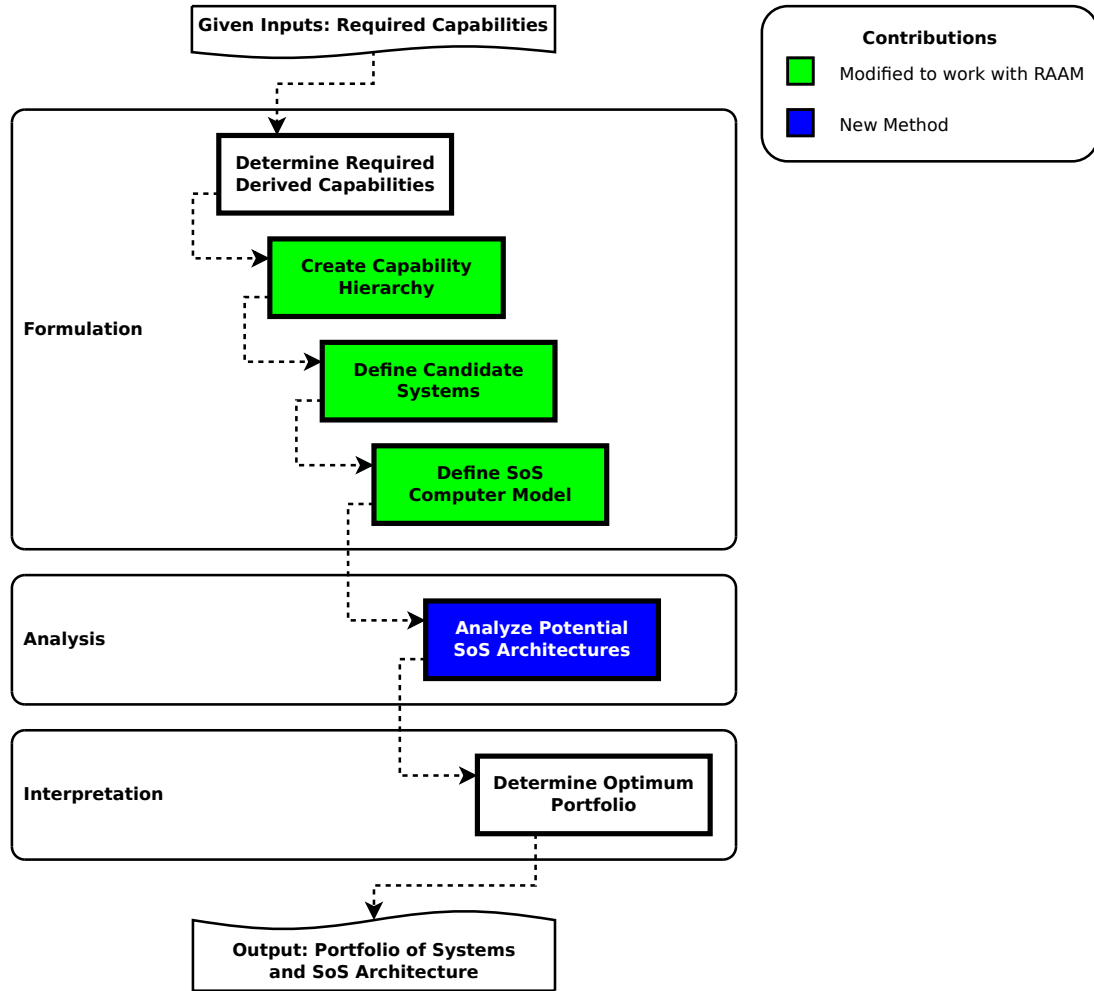 Given Inputs: Required Capabilities
Contributions
Modified to work with RAAM
New Method
Determine Required
Derived Capabilities
Create Capability
Hierarchy
Formulation
Define Candidate
Systems
Define SoS
Computer Model
Analysis
Analyze Potential
SoS Architectures
Interpretation
Determine Optimum
Portfolio
Output: Portfolio of Systems
and SoS Architecture